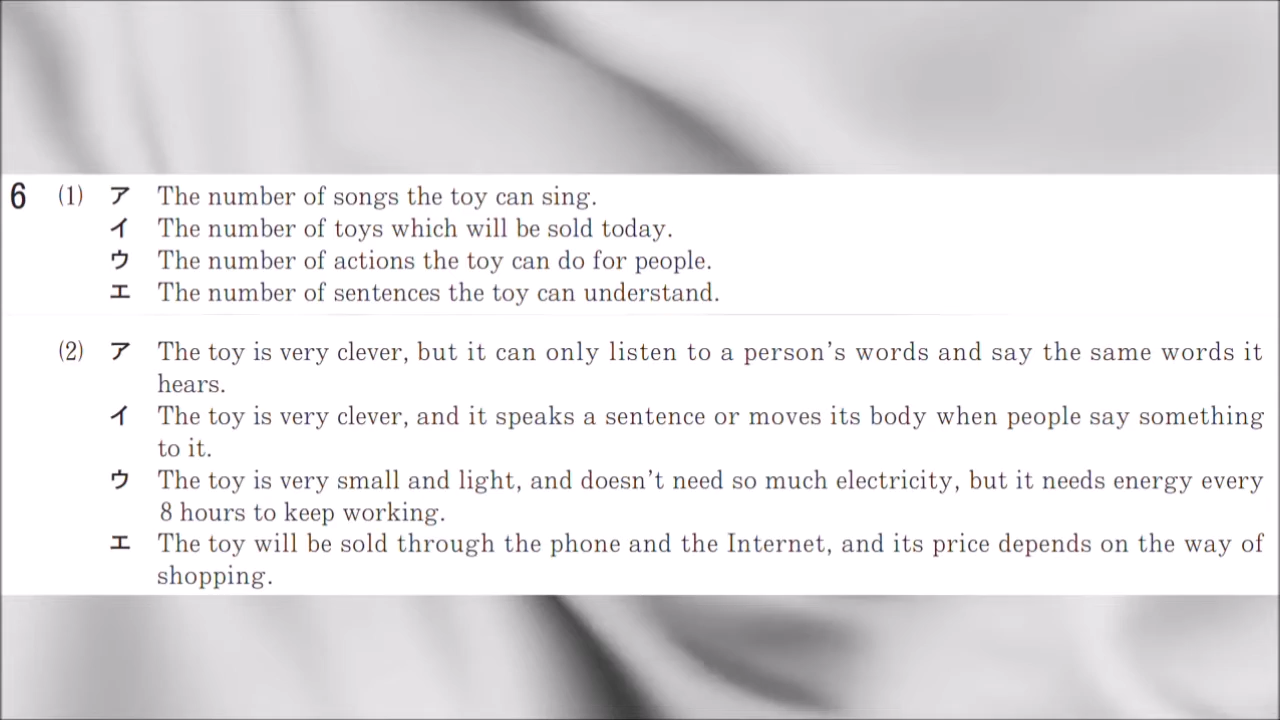 6 (1) ア The number of songs the toy can sing.
イ The number of toys which will be sold today.
ウ The number of actions the toy can do for people.
エ The number of sentences the toy can understand.
(2) ア The toy is very clever, but it can only listen to a person's words and say the same words it
hears.
イ The toy is very clever, and it speaks a sentence or moves its body when people say something
to it.
ウ The toy is very small and light, and doesn't need so much electricity, but it needs energy every
8 hours to keep working.
エ The toy will be sold through the phone and the Internet, and its price depends on the way of
shopping.